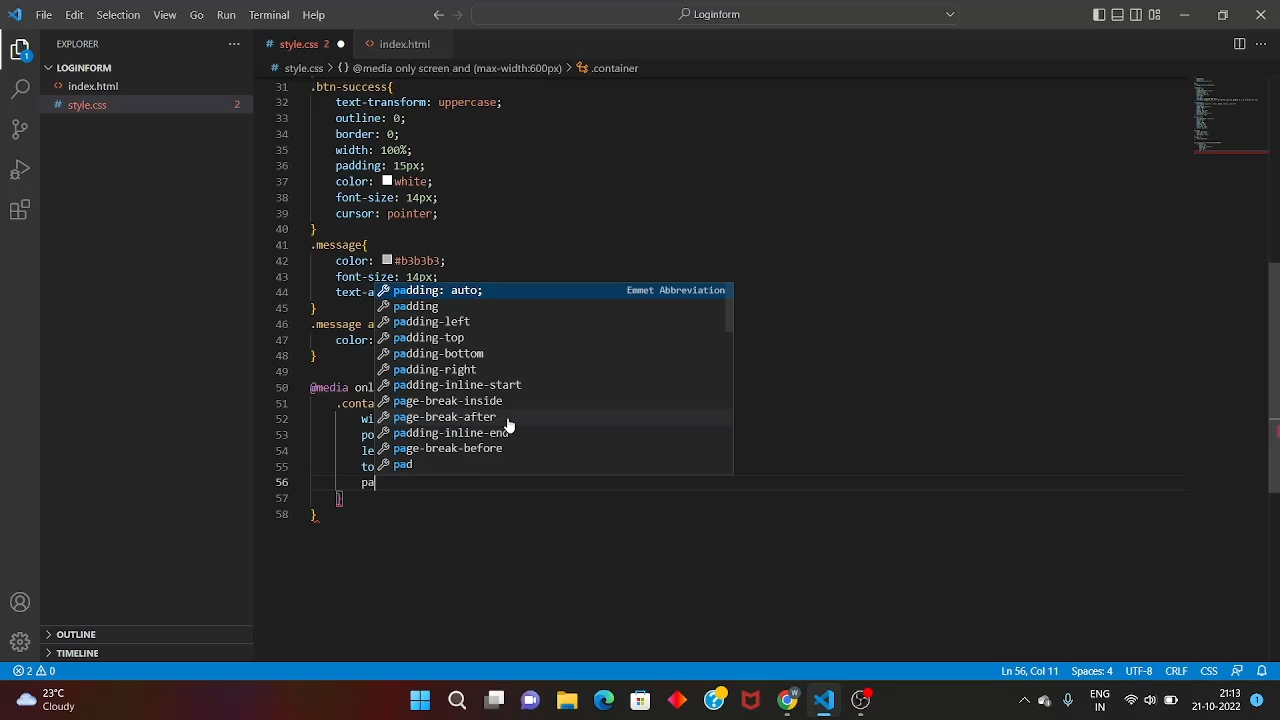 File Edit Selection View Go Run Terminal Help
Loginform
EXPLORER
style.css 2
index.html
LOGINFORM
style.css > {} @media only screen and (max-width:600px) > .container
index.html
style.css 2
31 .btn-success{
32 text-transform: uppercase;
33 outline: 0;
34 border: 0;
35 width: 100%;
36 padding: 15px;
37 color: white;
38 font-size: 14px;
39 cursor: pointer;
40 }
41 .message{
42 color: #b3b3b3;
43 font-size: 14px;
44 text-a
45 }
46 .message a
47 color:
48 }
49
50 @media onl
51 .conta
52 wi
53 po
54 le
55 to
56 pa
57 }
58 }
padding: auto; Emmet Abbreviation
padding
padding-left
padding-top
padding-bottom
padding-right
padding-inline-start
page-break-inside
page-break-after
padding-inline-end
page-break-before
pad
OUTLINE
TIMELINE
2 0
Ln 56, Col 11 Spaces: 4 UTF-8 CRLF CSS
23°C
Cloudy
ENG
IN
21:13
21-10-2022
1